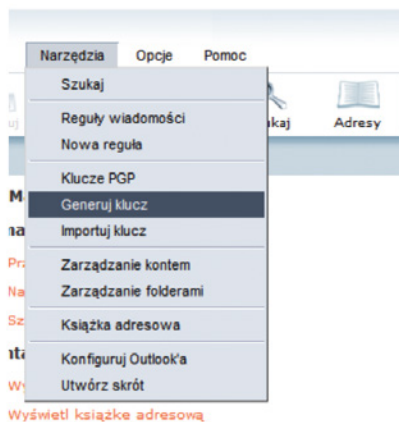 Narzędzia Opcje Pomoc
Szukaj
Adresy
Reguły wiadomości
Nowa reguła
Klucze PGP
Generuj klucz
Importuj klucz
Zarządzanie kontem
Zarządzanie folderami
Książka adresowa
Konfiguruj Outlook'a
Utwórz skrót
Wyświetl książke adresową